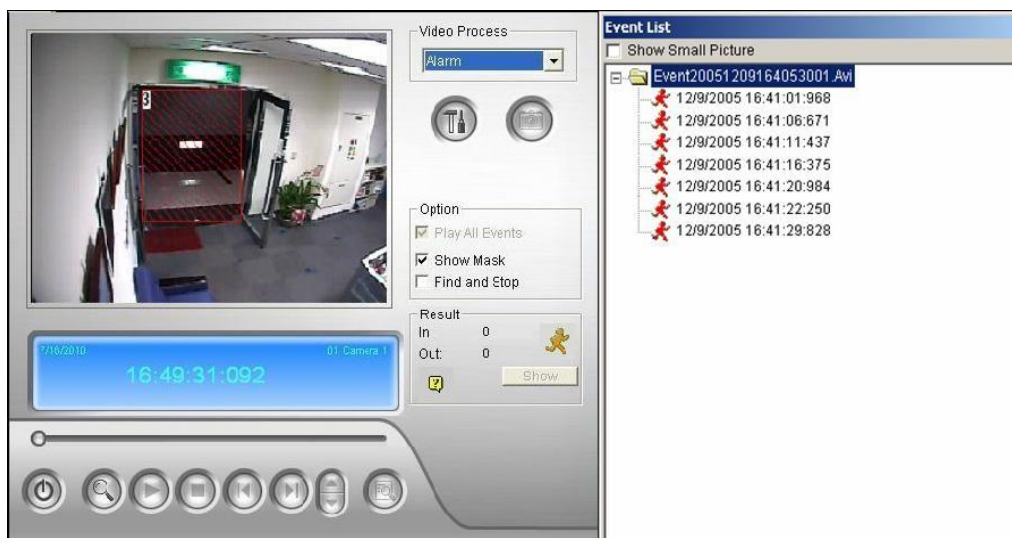 Video Process
Alarm
3
Option
Play All Events
Show Mask
Find and Stop
Result
In 0
Out: 0
Show
7/16/2010 01 Camera 1
16:49:31:092
Event List
Show Small Picture
Event20051209164053001.Avi
12/9/2005 16:41:01:968
12/9/2005 16:41:06:671
12/9/2005 16:41:11:437
12/9/2005 16:41:16:375
12/9/2005 16:41:20:984
12/9/2005 16:41:22:250
12/9/2005 16:41:29:828